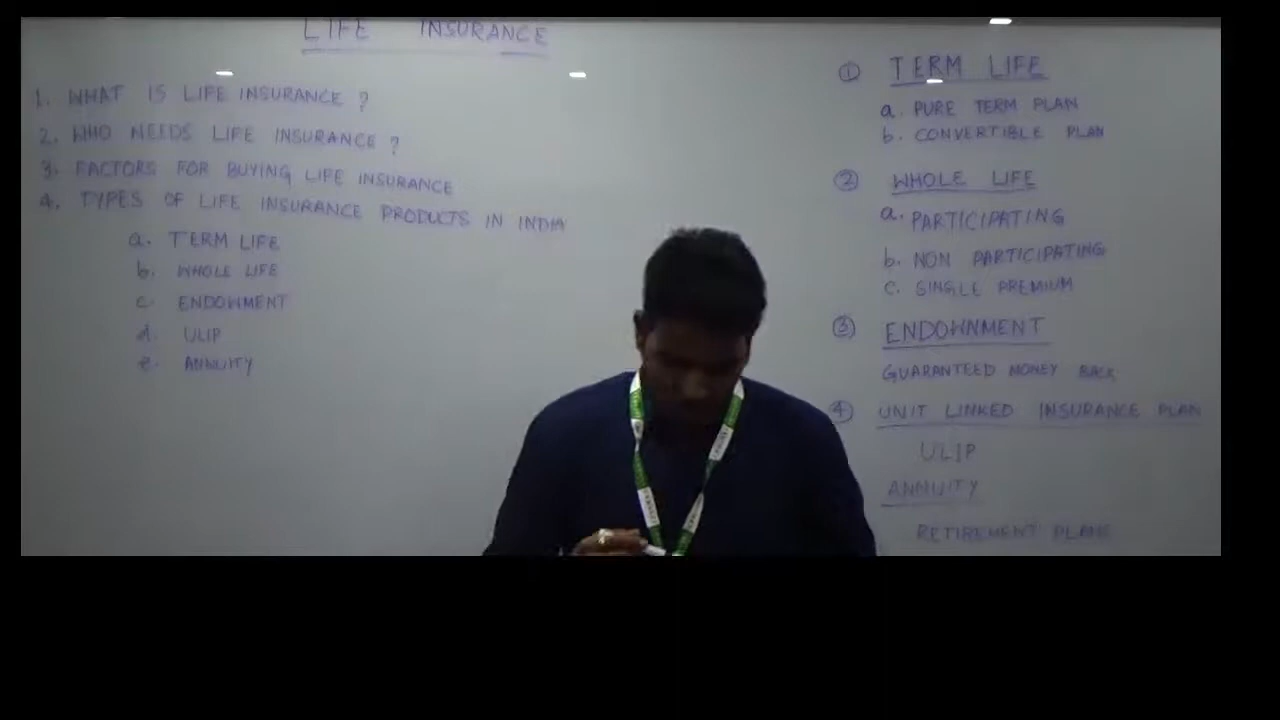 LIFE INSURANCE
1. WHAT IS LIFE INSURANCE ?
2. WHO NEEDS LIFE INSURANCE ?
3. FACTORS FOR BUYING LIFE INSURANCE
4. TYPES OF LIFE INSURANCE PRODUCTS IN INDIA
a. TERM LIFE
b. WHOLE LIFE
c. ENDOWMENT
d. ULIP
e. ANNUITY
① TERM LIFE
a. PURE TERM PLAN
b. CONVERTIBLE PLAN
② WHOLE LIFE
a. PARTICIPATING
b. NON PARTICIPATING
c. SINGLE PREMIUM
③ ENDOWNMENT
GUARANTEED MONEY BACK
④ UNIT LINKED INSURANCE PLAN
ULIP
ANNUITY
RETIREMENT PLANS